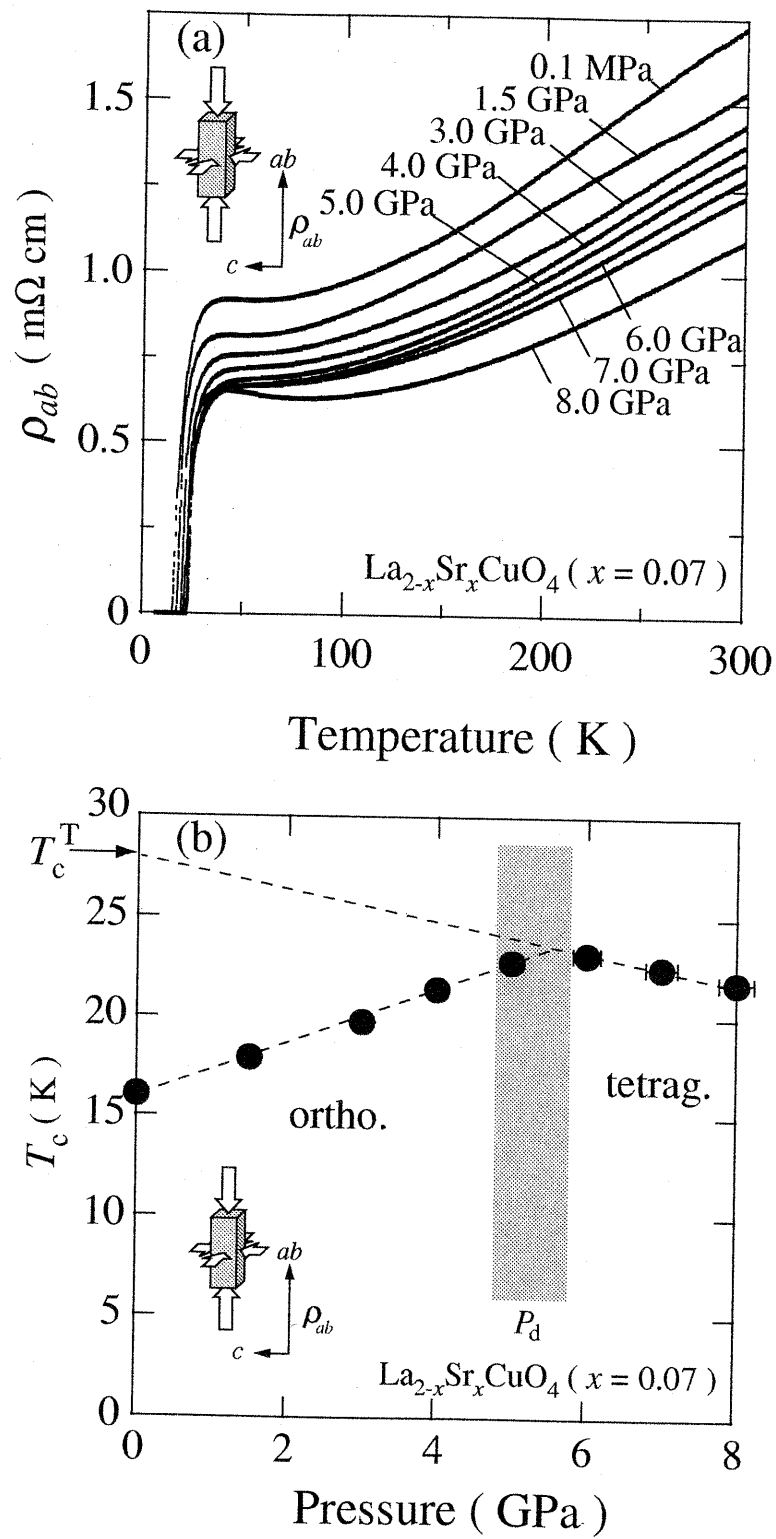 (a)
0.1 MPa
1.5 GPa
3.0 GPa
4.0 GPa
5.0 GPa
6.0 GPa
7.0 GPa
8.0 GPa
ab
ρab
c
1.5
1.0
0.5
0
ρab ( mΩ cm )
La2-xSrxCuO4 ( x = 0.07 )
0 100 200 300
Temperature ( K )
(b)
TcT
30
25
20
15
10
5
0
Tc ( K )
ortho.
tetrag.
ab
ρab
c
Pd
La2-xSrxCuO4 ( x = 0.07 )
0 2 4 6 8
Pressure ( GPa )